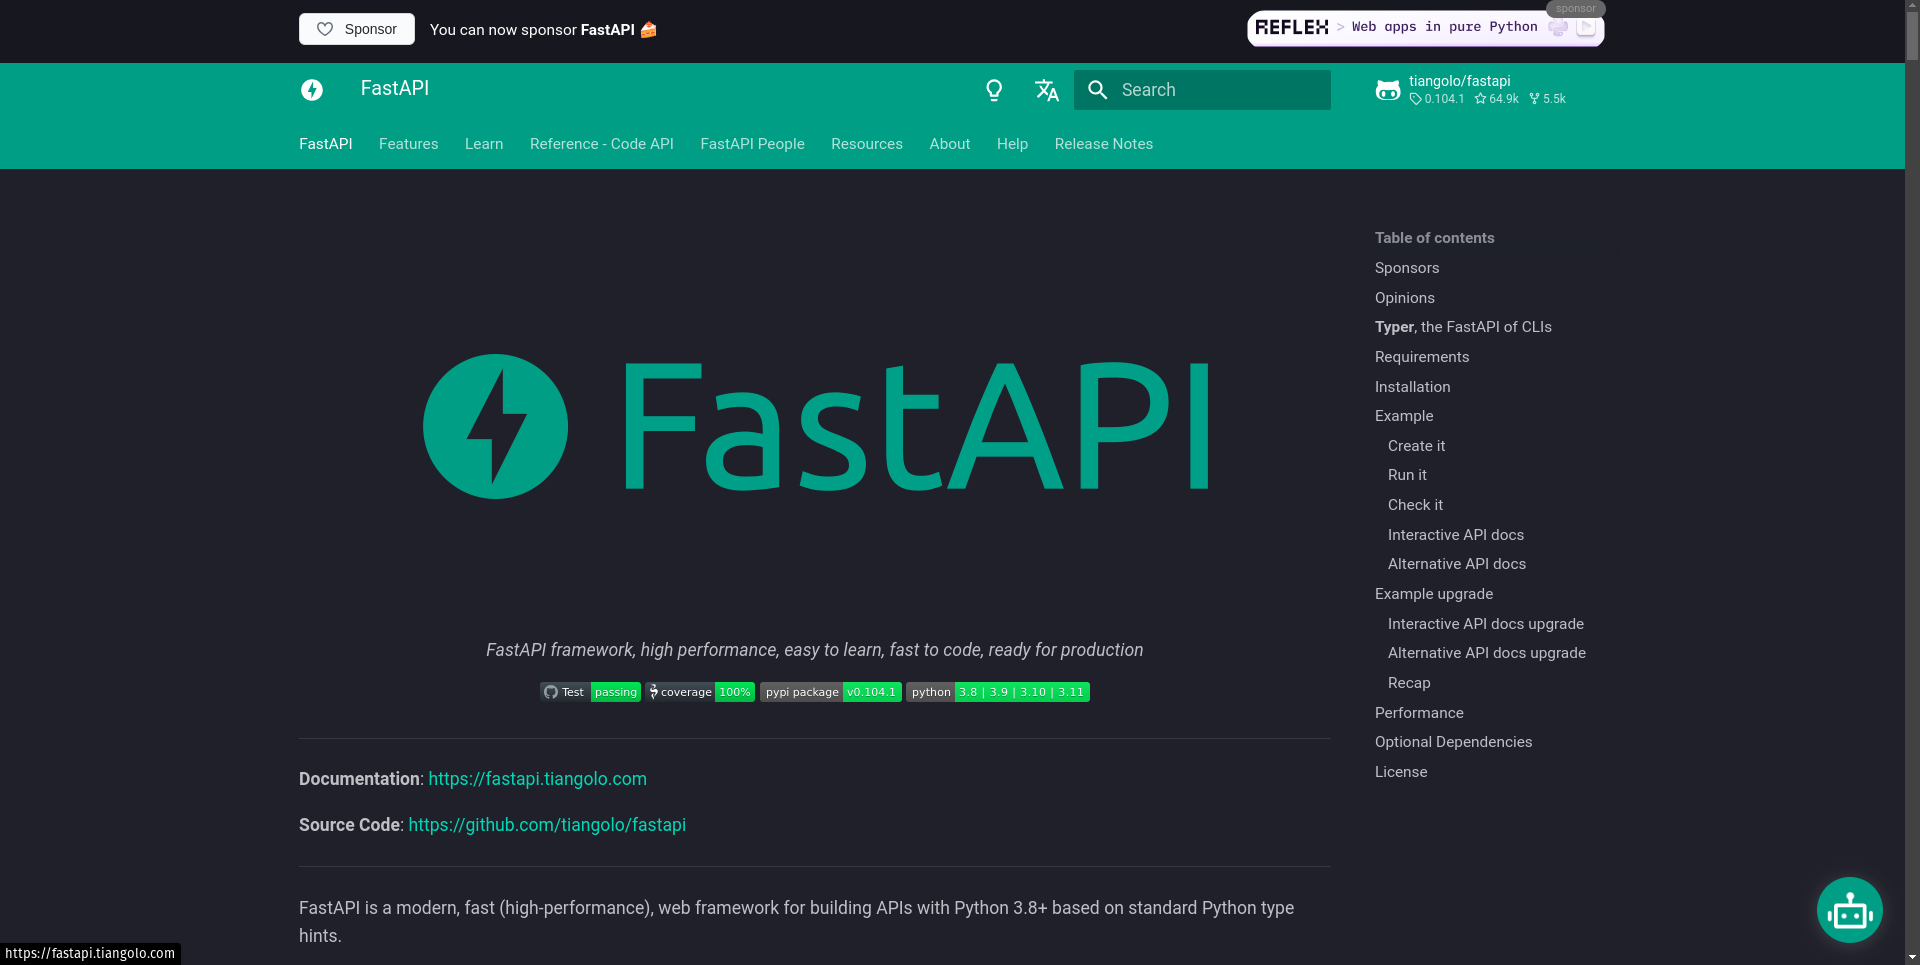 Sponsor
You can now sponsor FastAPI 🍰
sponsor
REFLEX > Web apps in pure Python
FastAPI
Search
tiangolo/fastapi
0.104.1 64.9k 5.5k
FastAPI Features Learn Reference - Code API FastAPI People Resources About Help Release Notes
FastAPI
FastAPI framework, high performance, easy to learn, fast to code, ready for production
Test passing coverage 100% pypi package v0.104.1 python 3.8 | 3.9 | 3.10 | 3.11
Documentation: https://fastapi.tiangolo.com
Source Code: https://github.com/tiangolo/fastapi
FastAPI is a modern, fast (high-performance), web framework for building APIs with Python 3.8+ based on standard Python type
hints.
Table of contents
Sponsors
Opinions
Typer, the FastAPI of CLIs
Requirements
Installation
Example
Create it
Run it
Check it
Interactive API docs
Alternative API docs
Example upgrade
Interactive API docs upgrade
Alternative API docs upgrade
Recap
Performance
Optional Dependencies
License
https://fastapi.tiangolo.com